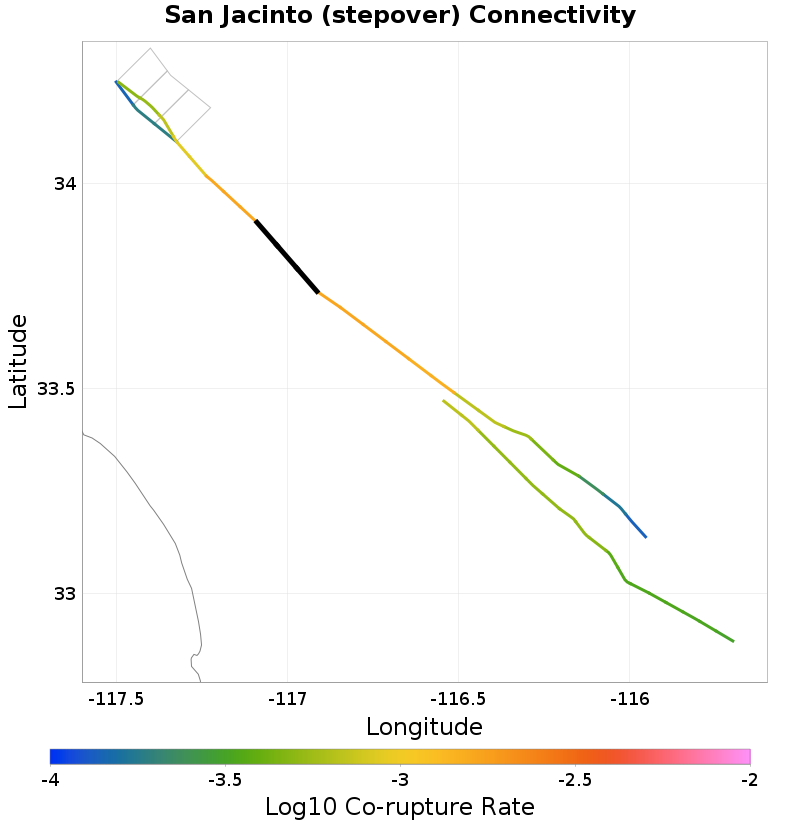 San Jacinto (stepover) Connectivity
Latitude
34
33.5
33
-117.5 -117 -116.5 -116
Longitude
-4 -3.5 -3 -2.5 -2
Log10 Co-rupture Rate